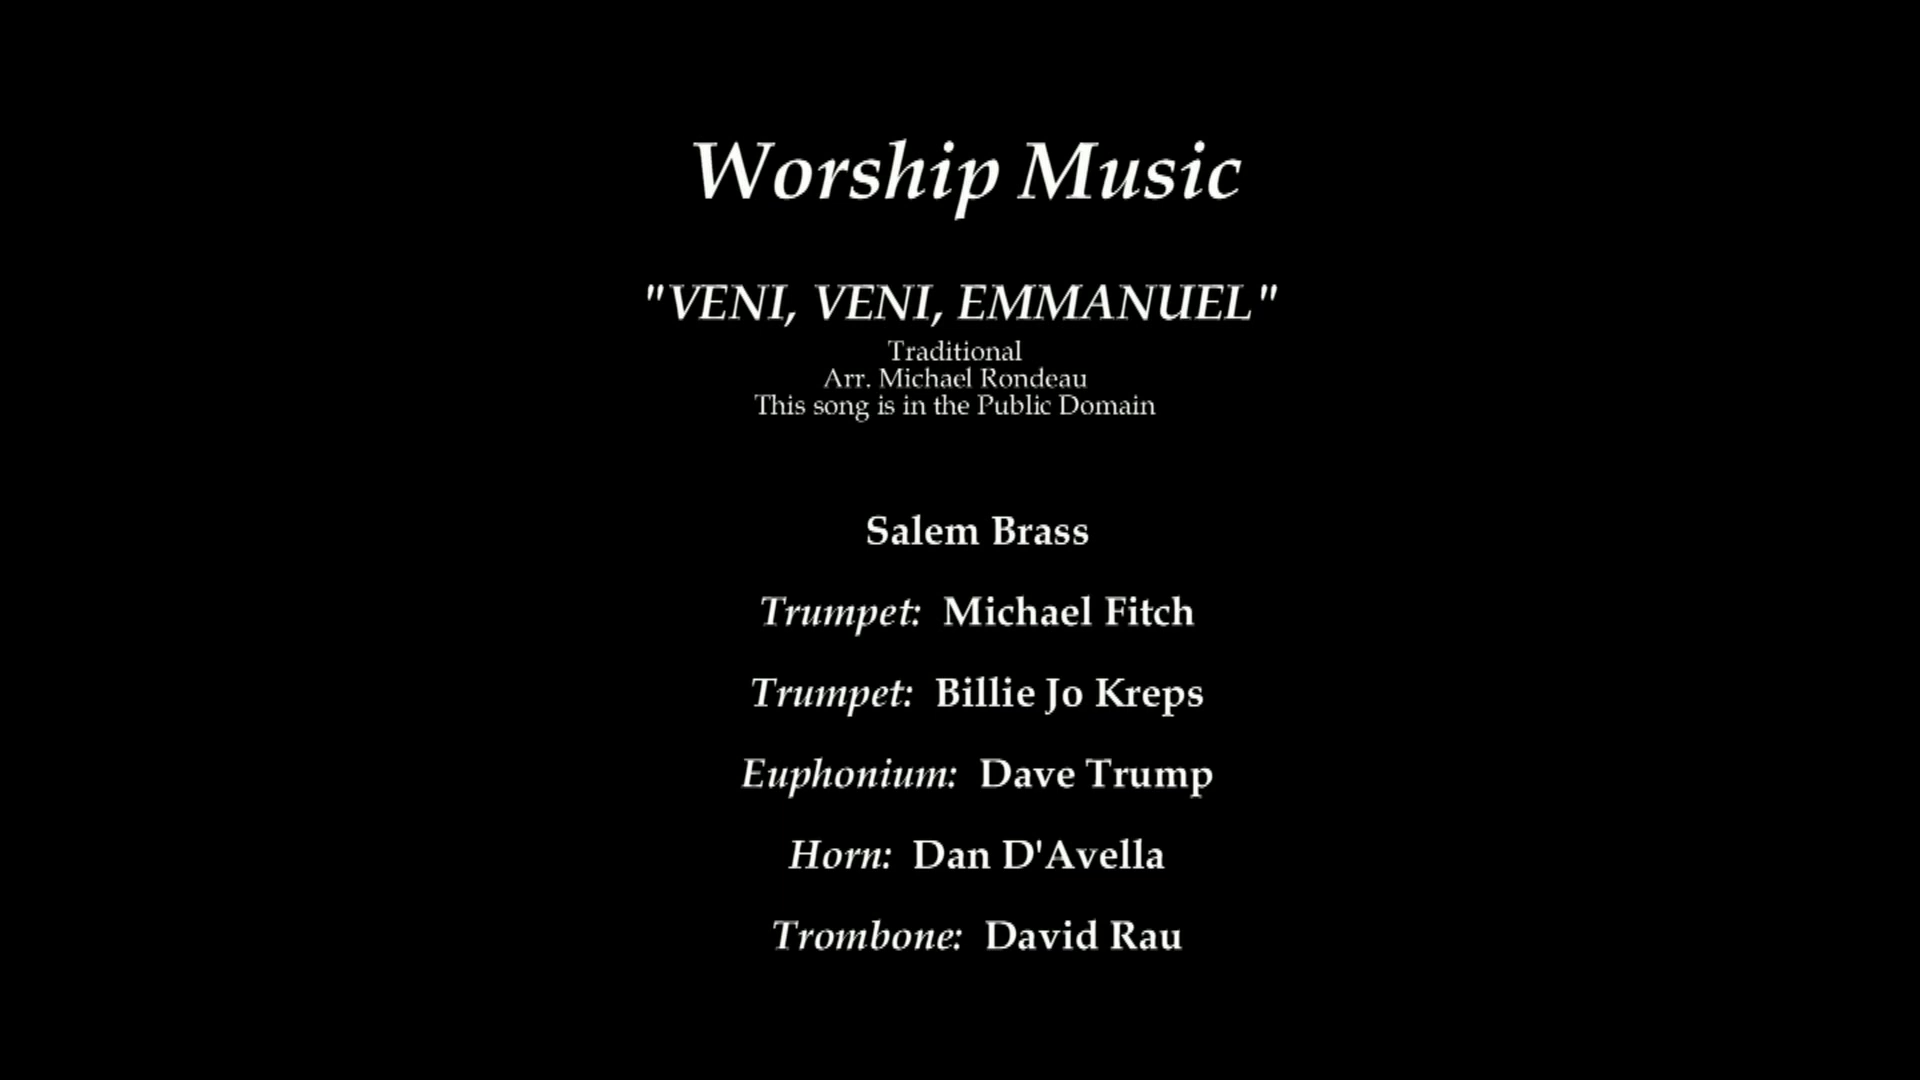 Worship Music
"VENI, VENI, EMMANUEL"
Traditional
Arr. Michael Rondeau
This song is in the Public Domain
Salem Brass
Trumpet: Michael Fitch
Trumpet: Billie Jo Kreps
Euphonium: Dave Trump
Horn: Dan D'Avella
Trombone: David Rau